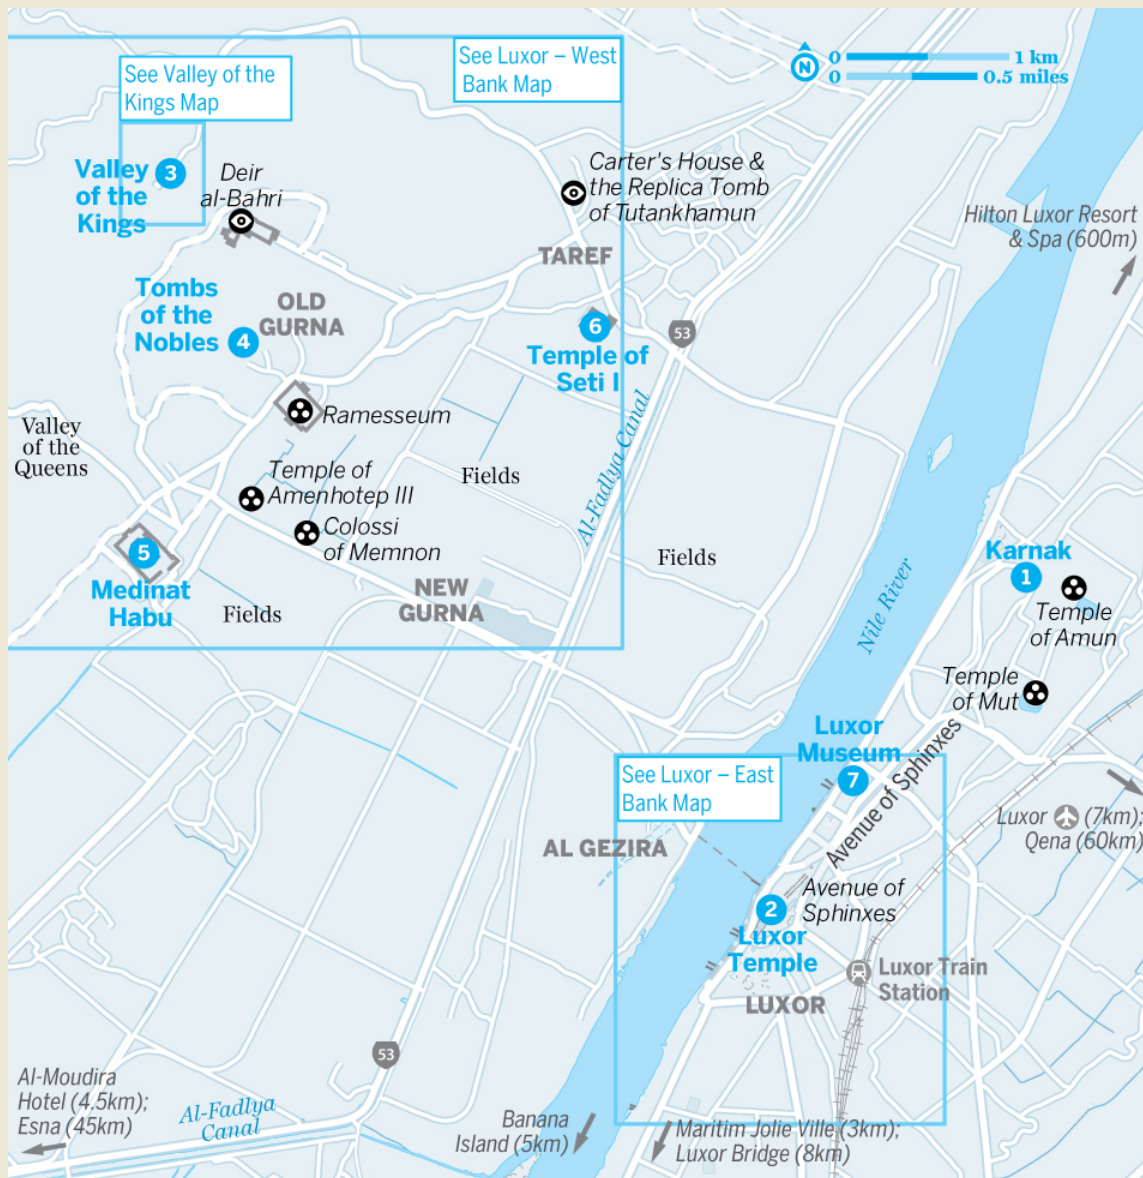 See Valley of the
Kings Map
See Luxor – West
Bank Map
N
0 1 km
0 0.5 miles
Valley
of the
Kings
3
Deir
al-Bahri
Carter's House &
the Replica Tomb
of Tutankhamun
Hilton Luxor Resort
& Spa (600m)
TAREF
Tombs
of the
Nobles
4
OLD
GURNA
6
Temple of
Seti I
53
Ramesseum
Valley
of the
Queens
Temple of
Amenhotep III
Fields
Al-Fadlya Canal
Colossi
of Memnon
5
Medinat
Habu
Fields
NEW
GURNA
Fields
Nile River
Karnak
1
Temple
of Amun
Temple
of Mut
Luxor
Museum
7
Avenue of Sphinxes
See Luxor – East
Bank Map
Luxor (7km);
Qena (60km)
AL GEZIRA
Avenue of
Sphinxes
2
Luxor
Temple
Luxor Train
Station
LUXOR
53
Al-Moudira
Hotel (4.5km);
Esna (45km)
Al-Fadlya
Canal
Banana
Island (5km)
Maritim Jolie Ville (3km);
Luxor Bridge (8km)